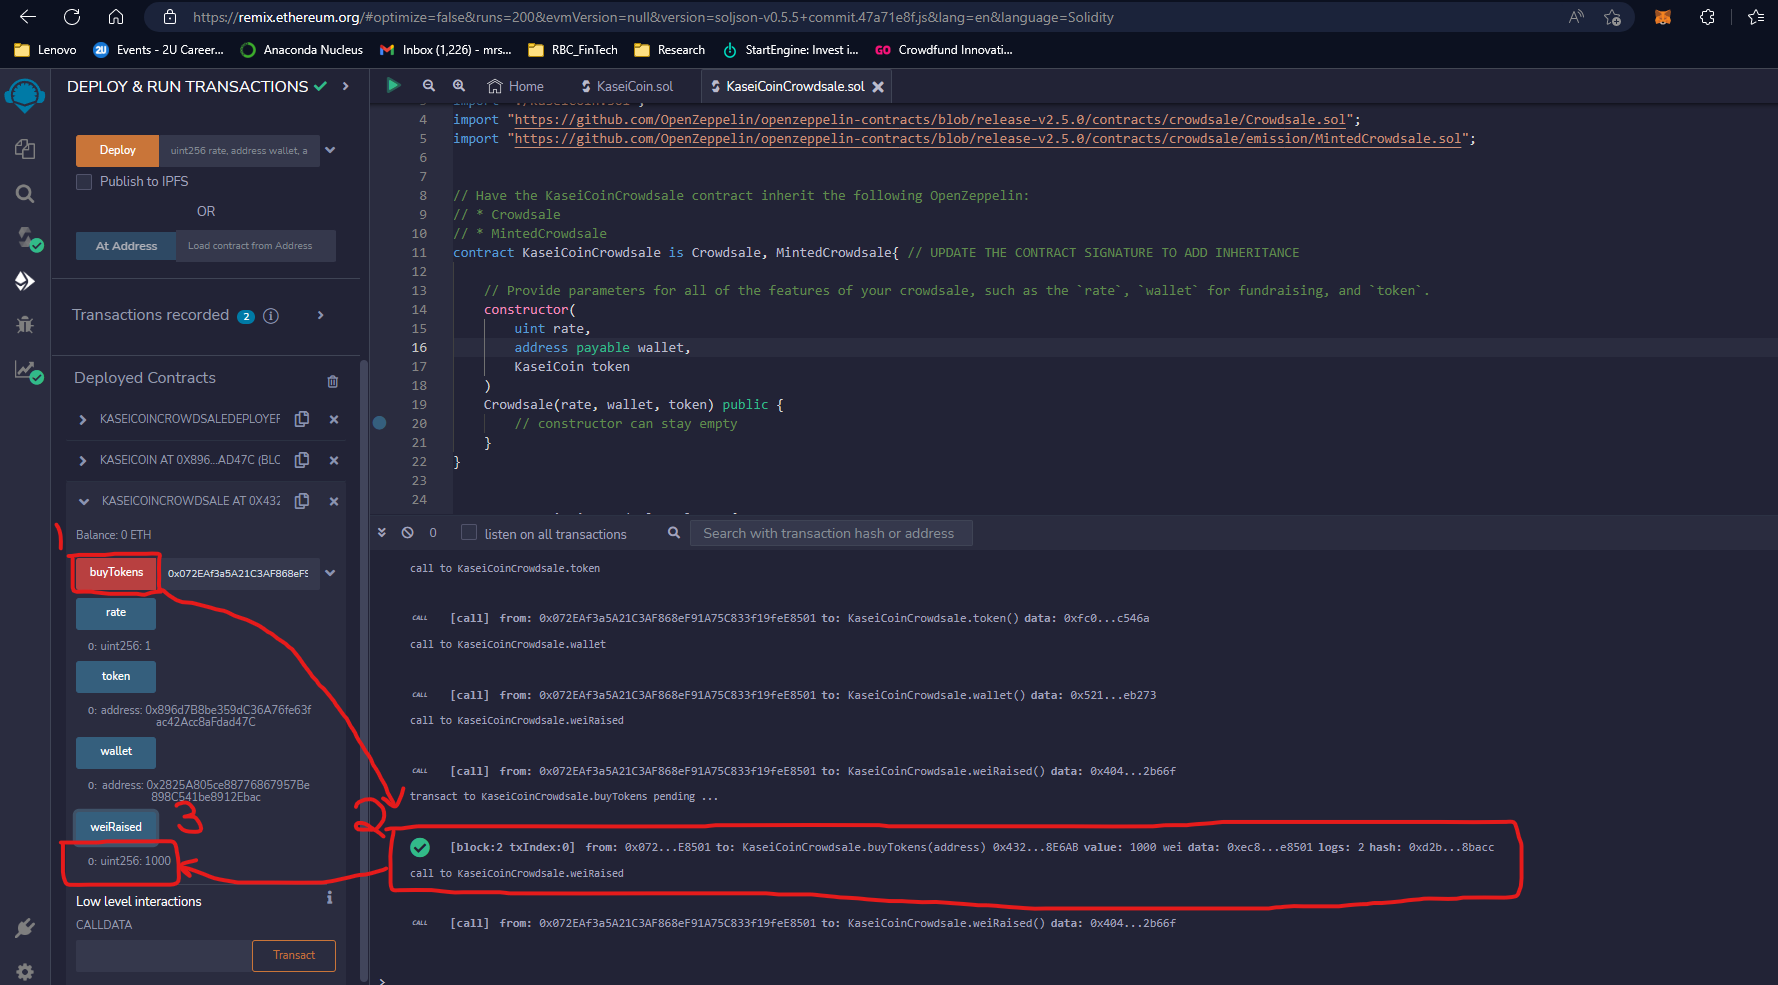 https://remix.ethereum.org/#optimize=false&runs=200&evmVersion=null&version=soljson-v0.5.5+commit.47a71e8f.js&lang=en&language=Solidity
Lenovo
Events - 2U Career...
Anaconda Nucleus
Inbox (1,226) - mrs...
RBC_FinTech
Research
StartEngine: Invest i...
GO Crowdfund Innovati...
DEPLOY & RUN TRANSACTIONS
Deploy
uint256 rate, address wallet, a
Publish to IPFS
OR
At Address
Load contract from Address
Transactions recorded 2 i
Deployed Contracts
KASEICOINCROWDSALEDEPLOYER
KASEICOIN AT 0X896...AD47C (BLC
KASEICOINCROWDSALE AT 0X432
1
Balance: 0 ETH
buyTokens
0x072EAf3a5A21C3AF868eF9
rate
0: uint256: 1
token
0: address: 0x896d7B8be359dC36A76fe63f
ac42Acc8aFdad47C
wallet
0: address: 0x2825A805ce88776867957Be
898C541be8912Ebac
weiRaised
3
0: uint256: 1000
Low level interactions
i
CALLDATA
Transact
Home
KaseiCoin.sol
KaseiCoinCrowdsale.sol
3 import "./KaseiCoin.sol";
4 import "https://github.com/OpenZeppelin/openzeppelin-contracts/blob/release-v2.5.0/contracts/crowdsale/Crowdsale.sol";
5 import "https://github.com/OpenZeppelin/openzeppelin-contracts/blob/release-v2.5.0/contracts/crowdsale/emission/MintedCrowdsale.sol";
6
7
8 // Have the KaseiCoinCrowdsale contract inherit the following OpenZeppelin:
9 // * Crowdsale
10 // * MintedCrowdsale
11 contract KaseiCoinCrowdsale is Crowdsale, MintedCrowdsale{ // UPDATE THE CONTRACT SIGNATURE TO ADD INHERITANCE
12
13 // Provide parameters for all of the features of your crowdsale, such as the `rate`, `wallet` for fundraising, and `token`.
14 constructor(
15 uint rate,
16 address payable wallet,
17 KaseiCoin token
18 )
19 Crowdsale(rate, wallet, token) public {
20 // constructor can stay empty
21 }
22 }
23
24
0
listen on all transactions
Search with transaction hash or address
call to KaseiCoinCrowdsale.token
CALL [call] from: 0x072EAf3a5A21C3AF868eF91A75C833f19feE8501 to: KaseiCoinCrowdsale.token() data: 0xfc0...c546a
call to KaseiCoinCrowdsale.wallet
CALL [call] from: 0x072EAf3a5A21C3AF868eF91A75C833f19feE8501 to: KaseiCoinCrowdsale.wallet() data: 0x521...eb273
call to KaseiCoinCrowdsale.weiRaised
CALL [call] from: 0x072EAf3a5A21C3AF868eF91A75C833f19feE8501 to: KaseiCoinCrowdsale.weiRaised() data: 0x404...2b66f
transact to KaseiCoinCrowdsale.buyTokens pending ...
2
[block:2 txIndex:0] from: 0x072...E8501 to: KaseiCoinCrowdsale.buyTokens(address) 0x432...8E6AB value: 1000 wei data: 0xec8...e8501 logs: 2 hash: 0xd2b...8bacc
call to KaseiCoinCrowdsale.weiRaised
CALL [call] from: 0x072EAf3a5A21C3AF868eF91A75C833f19feE8501 to: KaseiCoinCrowdsale.weiRaised() data: 0x404...2b66f
>